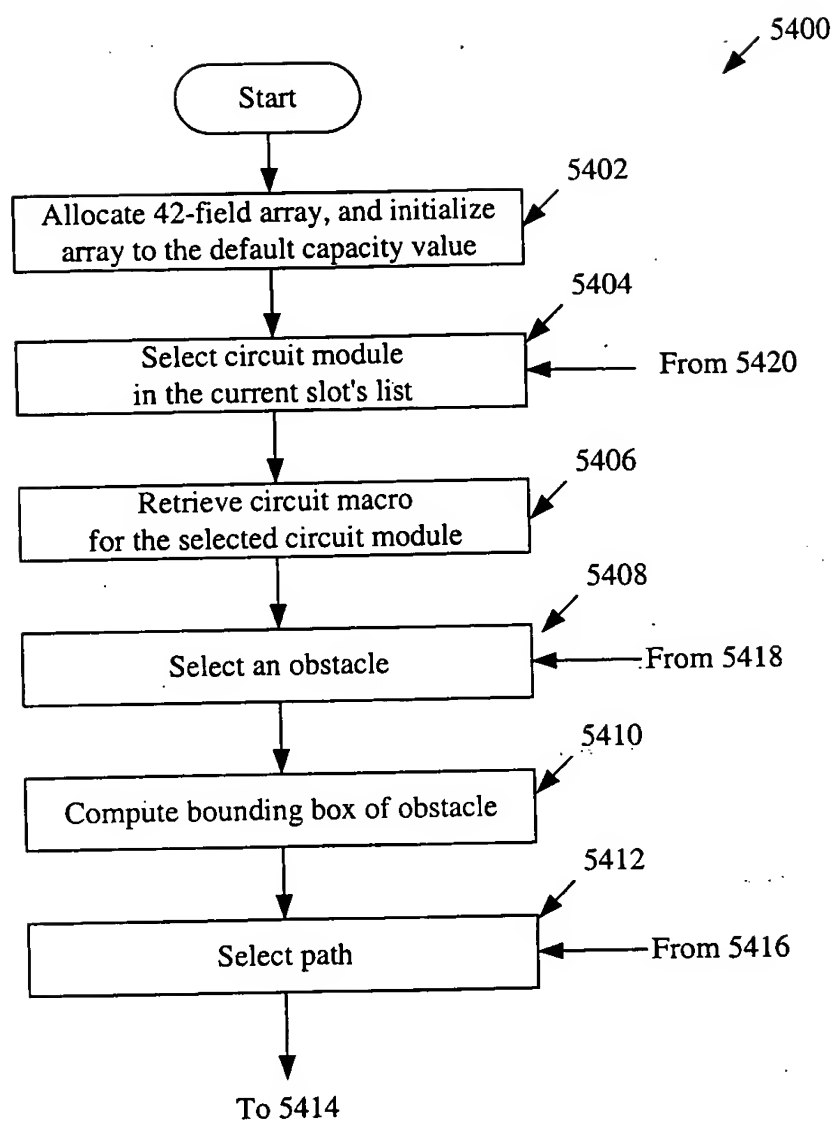 5400
Start
5402
Allocate 42-field array, and initialize
array to the default capacity value
5404
Select circuit module
in the current slot's list
From 5420
5406
Retrieve circuit macro
for the selected circuit module
5408
Select an obstacle
From 5418
5410
Compute bounding box of obstacle
5412
Select path
From 5416
To 5414